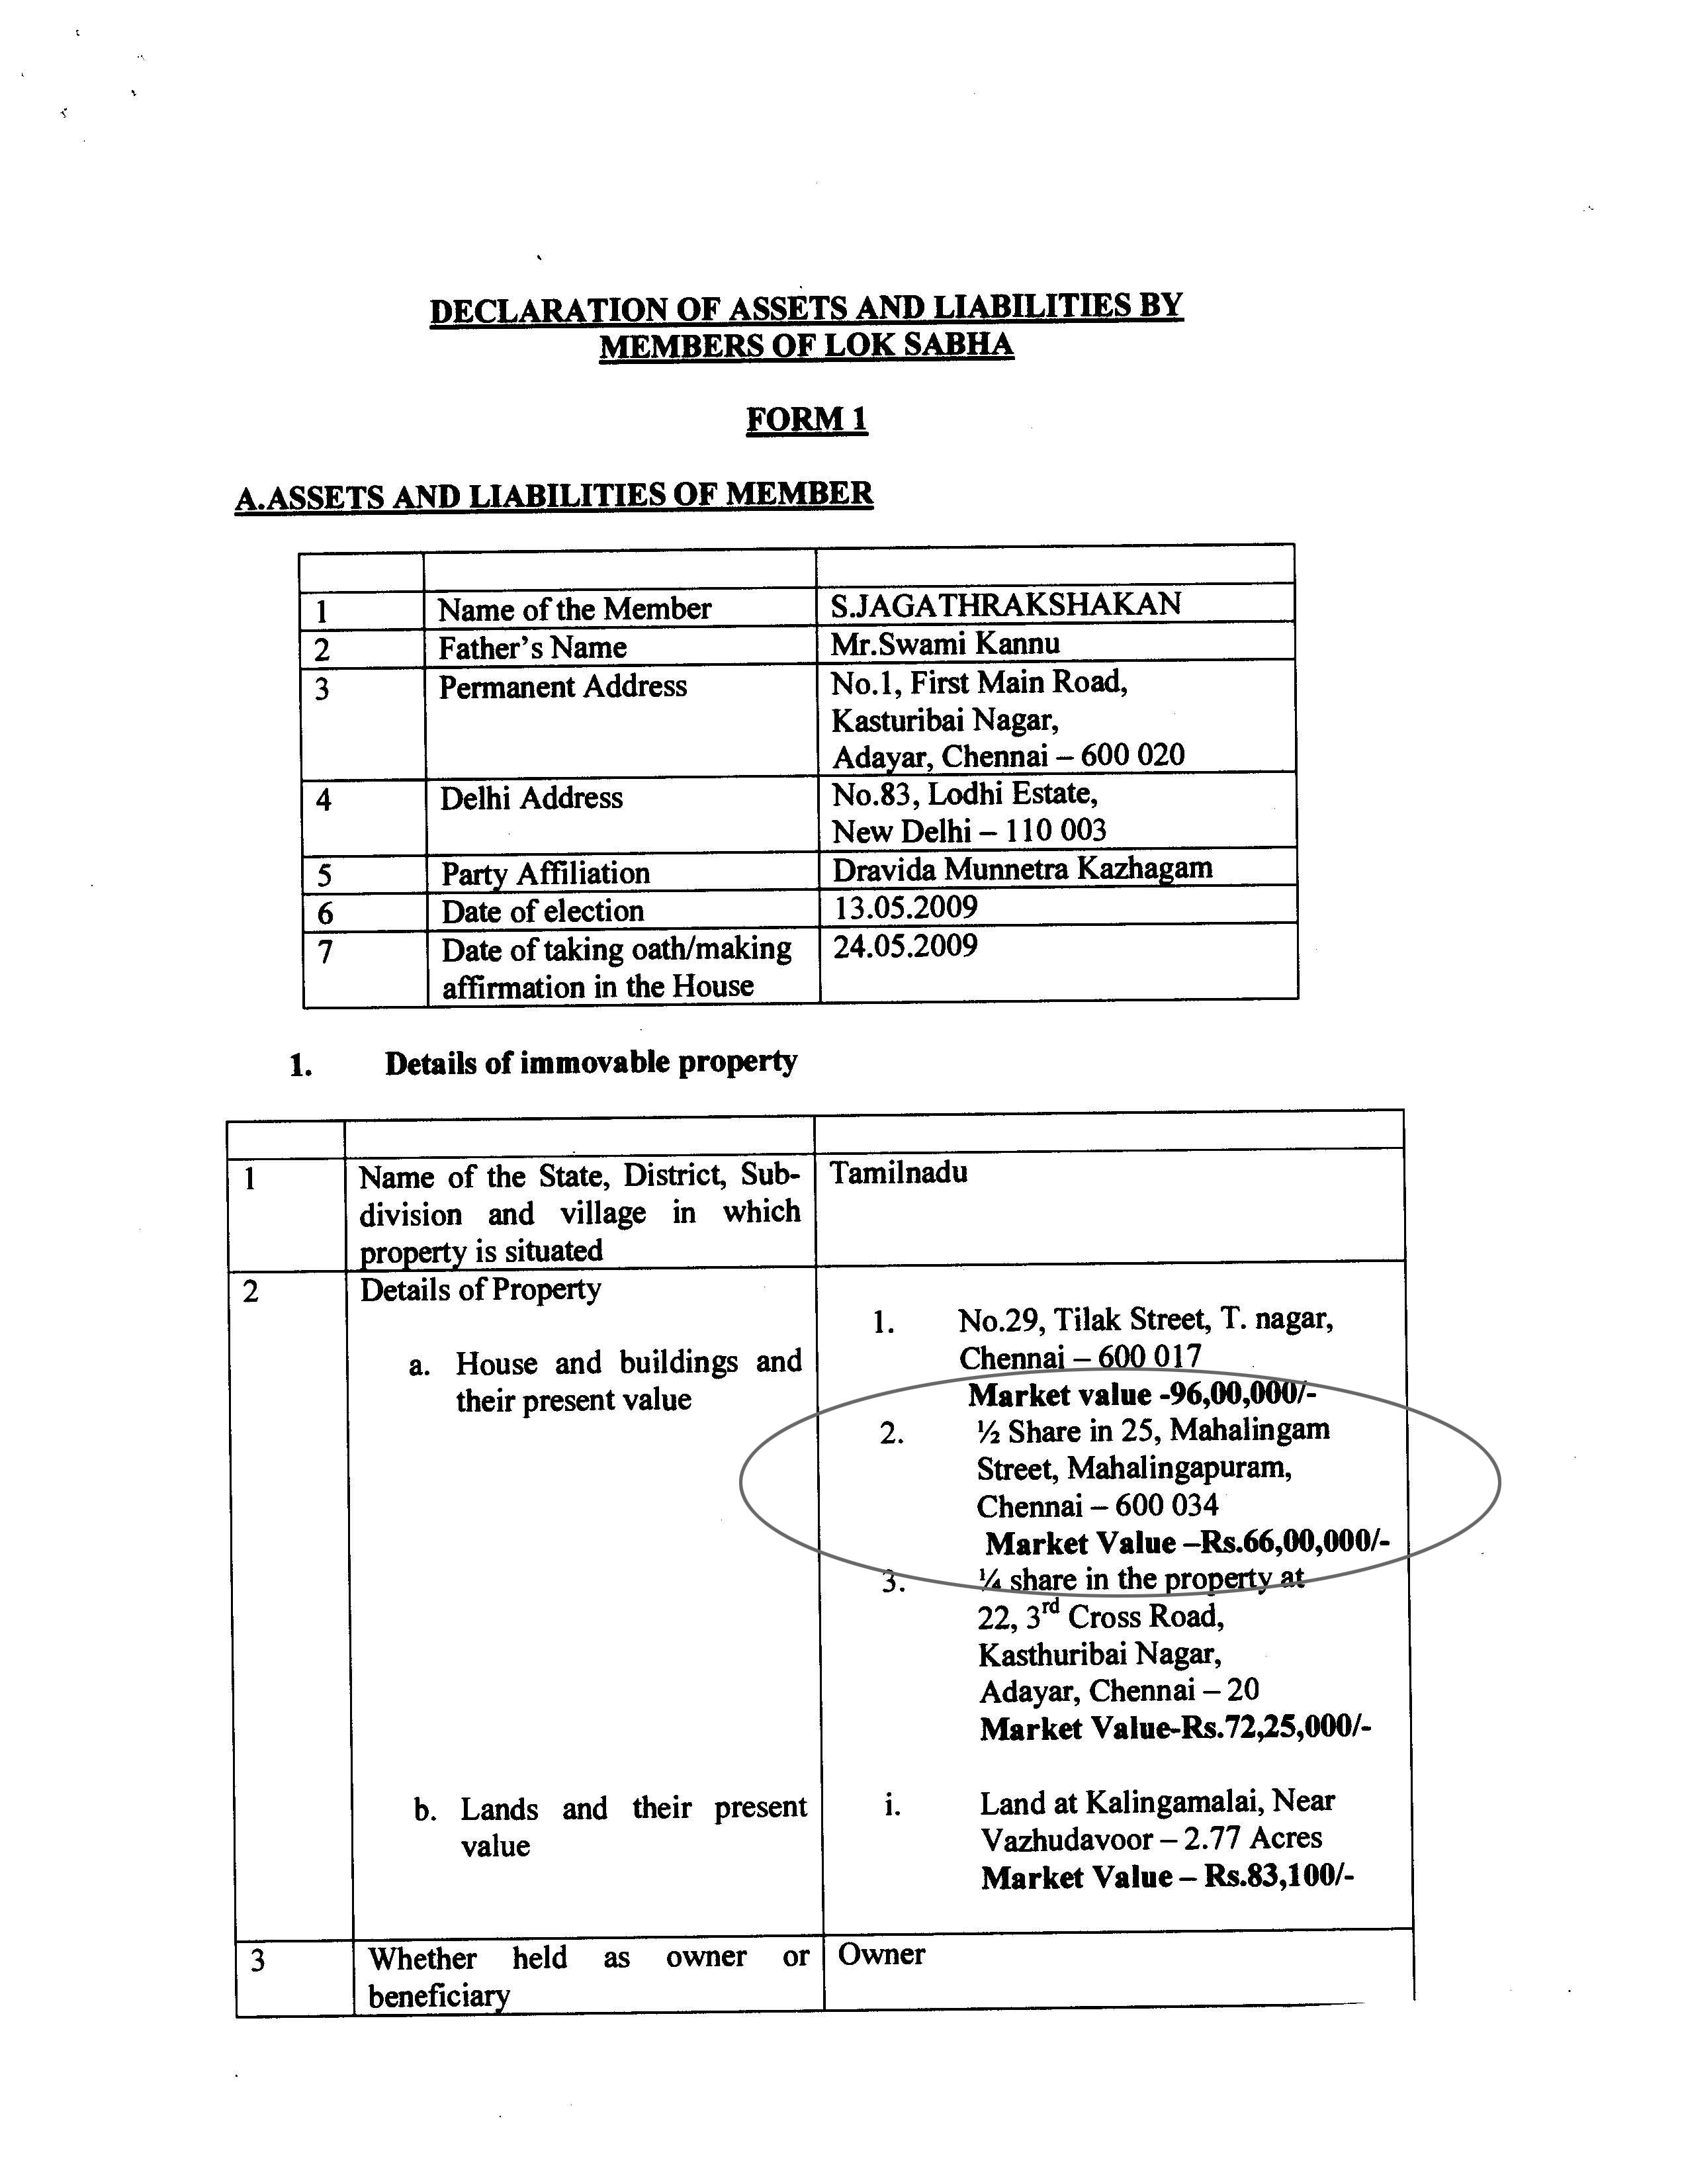 DECLARATION OF ASSETS AND LIABILITIES BY
MEMBERS OF LOK SABHA
FORM 1
A.ASSETS AND LIABILITIES OF MEMBER
1 Name of the Member S.JAGATHRAKSHAKAN
2 Father's Name Mr.Swami Kannu
3 Permanent Address No.1, First Main Road,
Kasturibai Nagar,
Adayar, Chennai – 600 020
4 Delhi Address No.83, Lodhi Estate,
New Delhi – 110 003
5 Party Affiliation Dravida Munnetra Kazhagam
6 Date of election 13.05.2009
7 Date of taking oath/making 24.05.2009
affirmation in the House
1. Details of immovable property
1 Name of the State, District, Sub- Tamilnadu
division and village in which
property is situated
2 Details of Property
a. House and buildings and
their present value
1. No.29, Tilak Street, T. nagar,
Chennai – 600 017
Market value -96,00,000/-
2. ½ Share in 25, Mahalingam
Street, Mahalingapuram,
Chennai – 600 034
Market Value –Rs.66,00,000/-
3. ¼ share in the property at
22, 3rd Cross Road,
Kasthuribai Nagar,
Adayar, Chennai – 20
Market Value-Rs.72,25,000/-
b. Lands and their present
value
i. Land at Kalingamalai, Near
Vazhudavoor – 2.77 Acres
Market Value – Rs.83,100/-
3 Whether held as owner or Owner
beneficiary